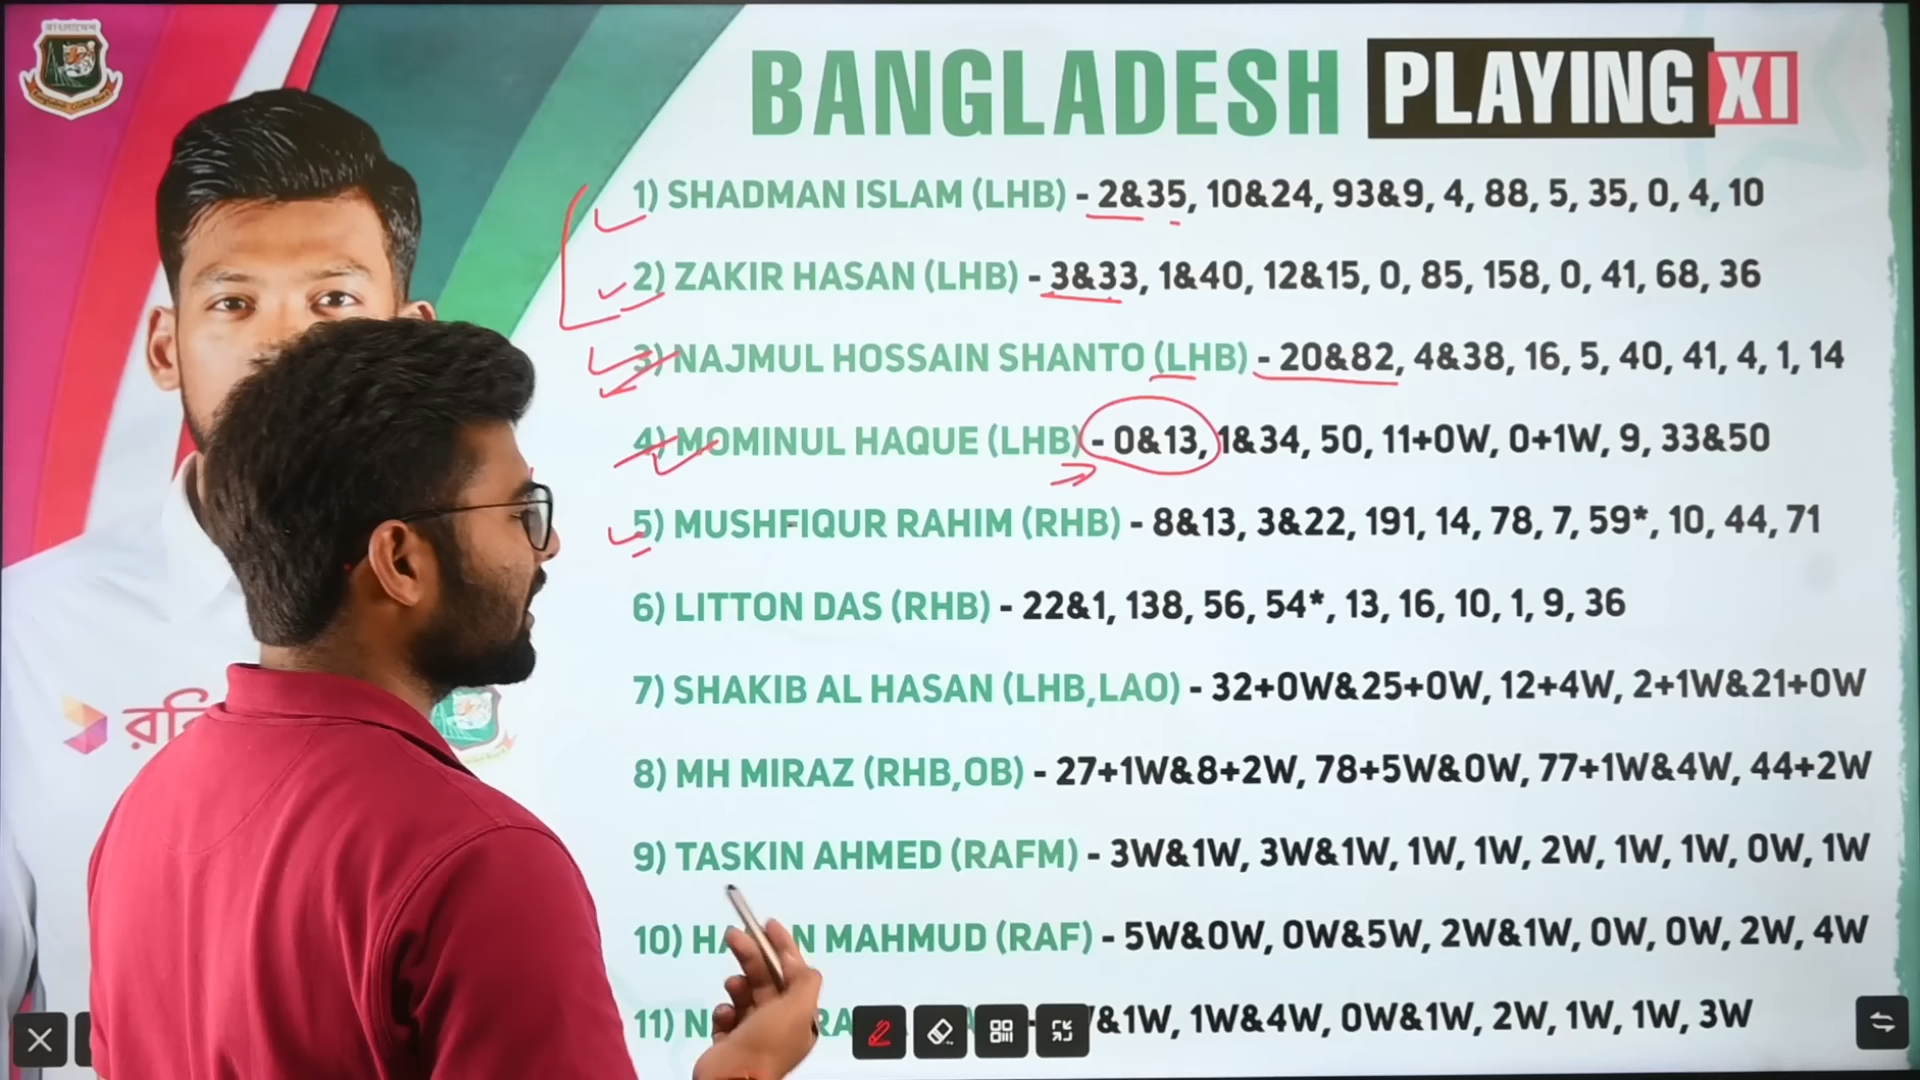 BANGLADESH PLAYING XI
1) SHADMAN ISLAM (LHB) - 2&35, 10&24, 93&9, 4, 88, 5, 35, 0, 4, 10
2) ZAKIR HASAN (LHB) - 3&33, 1&40, 12&15, 0, 85, 158, 0, 41, 68, 36
3) NAJMUL HOSSAIN SHANTO (LHB) - 20&82, 4&38, 16, 5, 40, 41, 4, 1, 14
4) MOMINUL HAQUE (LHB) - 0&13, 1&34, 50, 11+0W, 0+1W, 9, 33&50
5) MUSHFIQUR RAHIM (RHB) - 8&13, 3&22, 191, 14, 78, 7, 59*, 10, 44, 71
6) LITTON DAS (RHB) - 22&1, 138, 56, 54*, 13, 16, 10, 1, 9, 36
7) SHAKIB AL HASAN (LHB,LAO) - 32+0W&25+0W, 12+4W, 2+1W&21+0W
8) MH MIRAZ (RHB,OB) - 27+1W&8+2W, 78+5W&0W, 77+1W&4W, 44+2W
9) TASKIN AHMED (RAFM) - 3W&1W, 3W&1W, 1W, 1W, 2W, 1W, 1W, 0W, 1W
10) MAHMUD (RAF) - 5W&0W, 0W&5W, 2W&1W, 0W, 0W, 2W, 4W
11) &1W, 1W&4W, 0W&1W, 2W, 1W, 1W, 3W